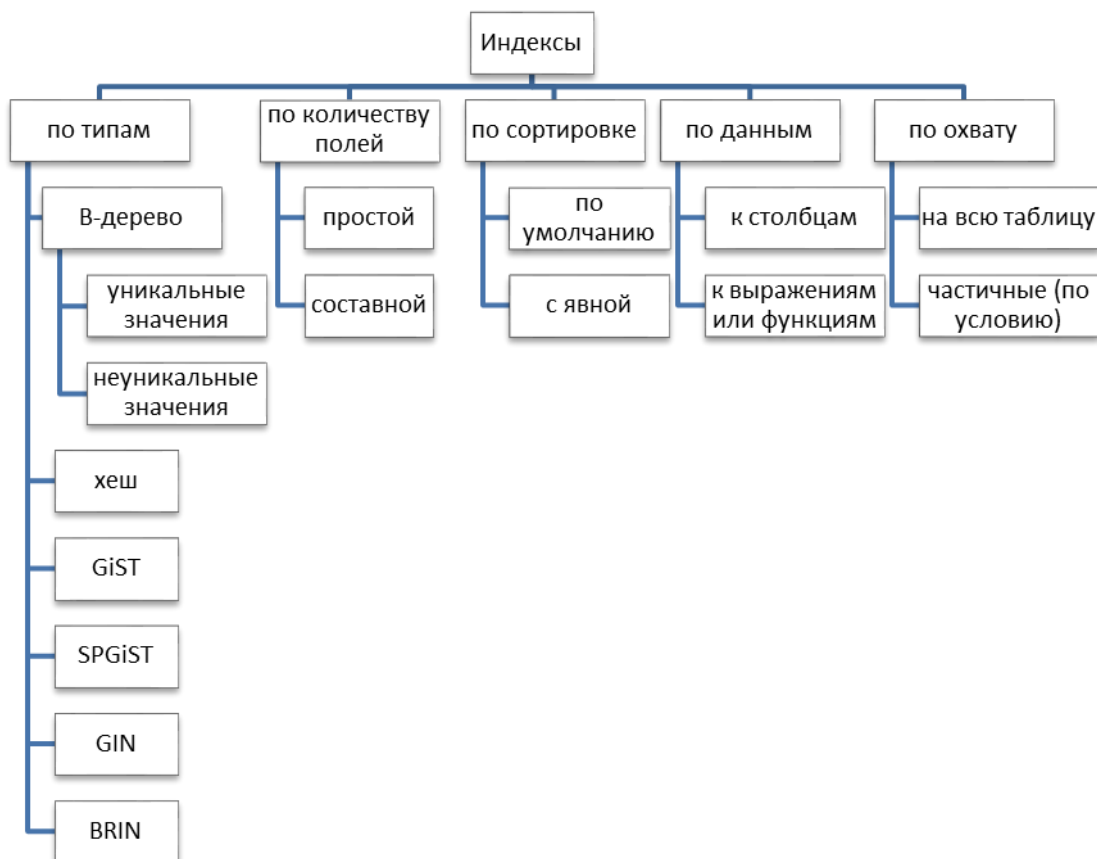 Индексы
по типам
по количеству
полей
по сортировке
по данным
по охвату
В-дерево
простой
по
умолчанию
к столбцам
на всю таблицу
уникальные
значения
составной
с явной
к выражениям
или функциям
частичные (по
условию)
неуникальные
значения
хеш
GiST
SPGiST
GIN
BRIN